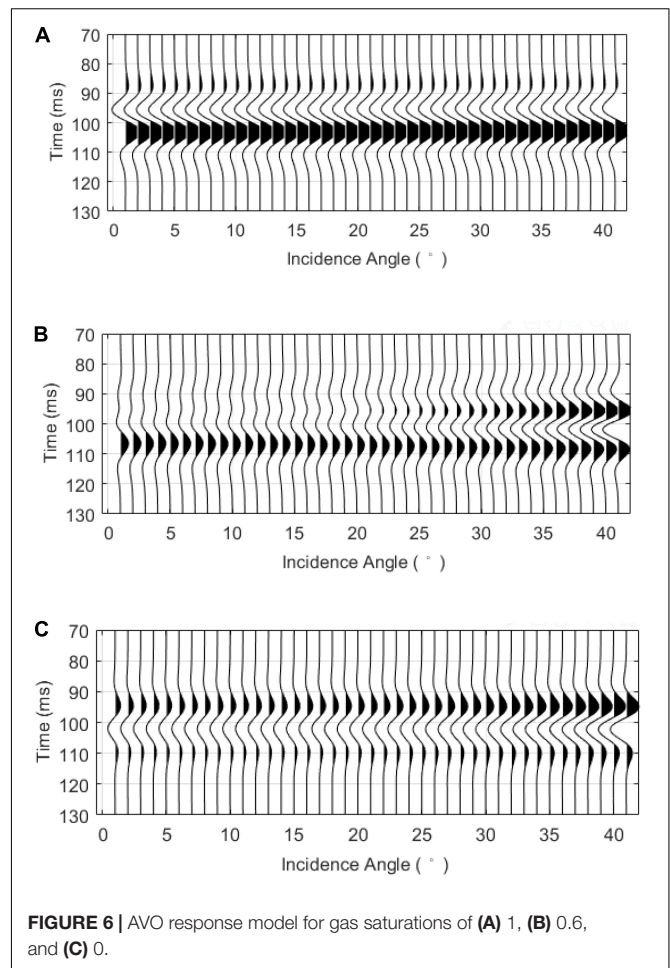 A
70
80
90
100
110
120
130
Time (ms)
0 5 10 15 20 25 30 35 40
Incidence Angle ( ° )
B
70
80
90
100
110
120
130
Time (ms)
0 5 10 15 20 25 30 35 40
Incidence Angle ( ° )
C
70
80
90
100
110
120
130
Time (ms)
0 5 10 15 20 25 30 35 40
Incidence Angle ( ° )
FIGURE 6 | AVO response model for gas saturations of (A) 1, (B) 0.6,
and (C) 0.